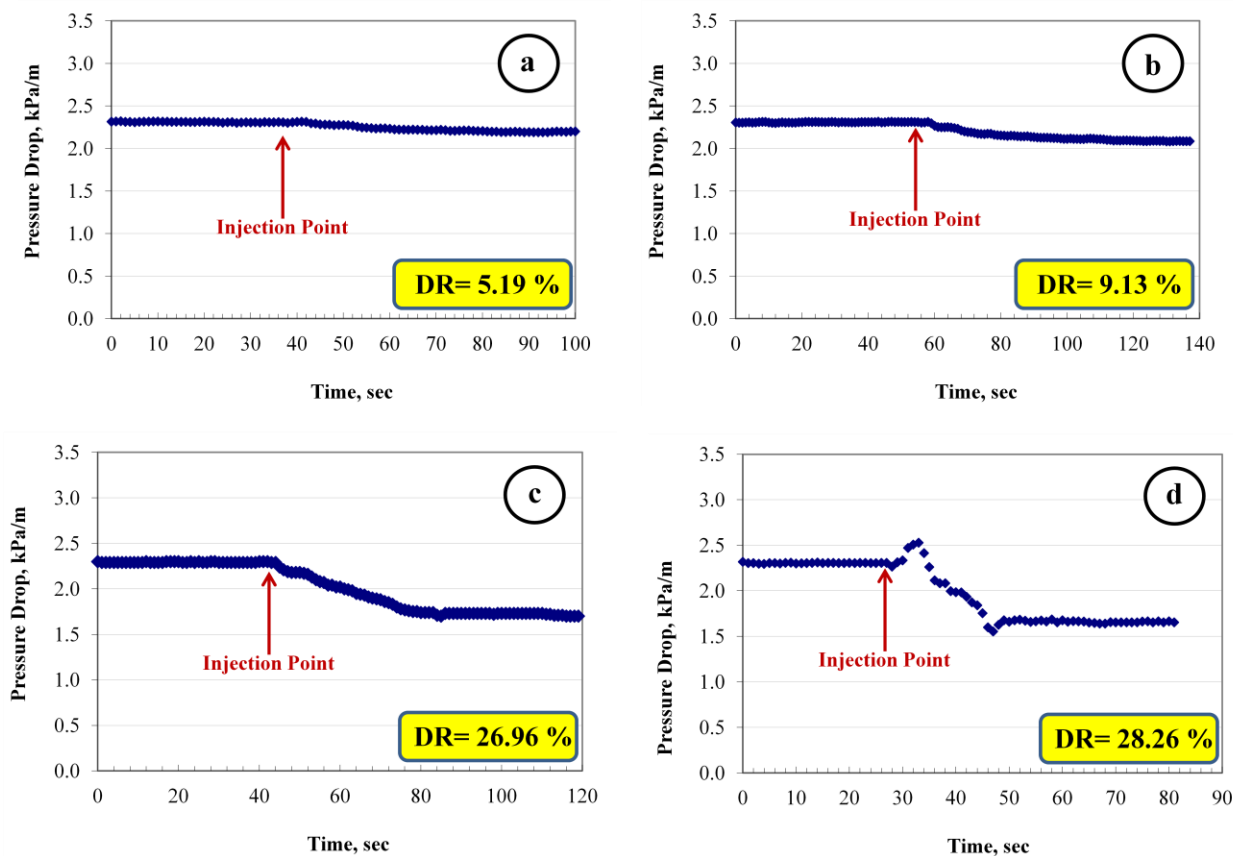 a
Pressure Drop, kPa/m
3.5
3.0
2.5
2.0
1.5
1.0
0.5
0.0
Injection Point
DR= 5.19 %
0 10 20 30 40 50 60 70 80 90 100
Time, sec
b
Pressure Drop, kPa/m
3.5
3.0
2.5
2.0
1.5
1.0
0.5
0.0
Injection Point
DR= 9.13 %
0 20 40 60 80 100 120 140
Time, sec
c
Pressure Drop, kPa/m
3.5
3.0
2.5
2.0
1.5
1.0
0.5
0.0
Injection Point
DR= 26.96 %
0 20 40 60 80 100 120
Time, sec
d
Pressure Drop, kPa/m
3.5
3.0
2.5
2.0
1.5
1.0
0.5
0.0
Injection Point
DR= 28.26 %
0 10 20 30 40 50 60 70 80 90
Time, sec